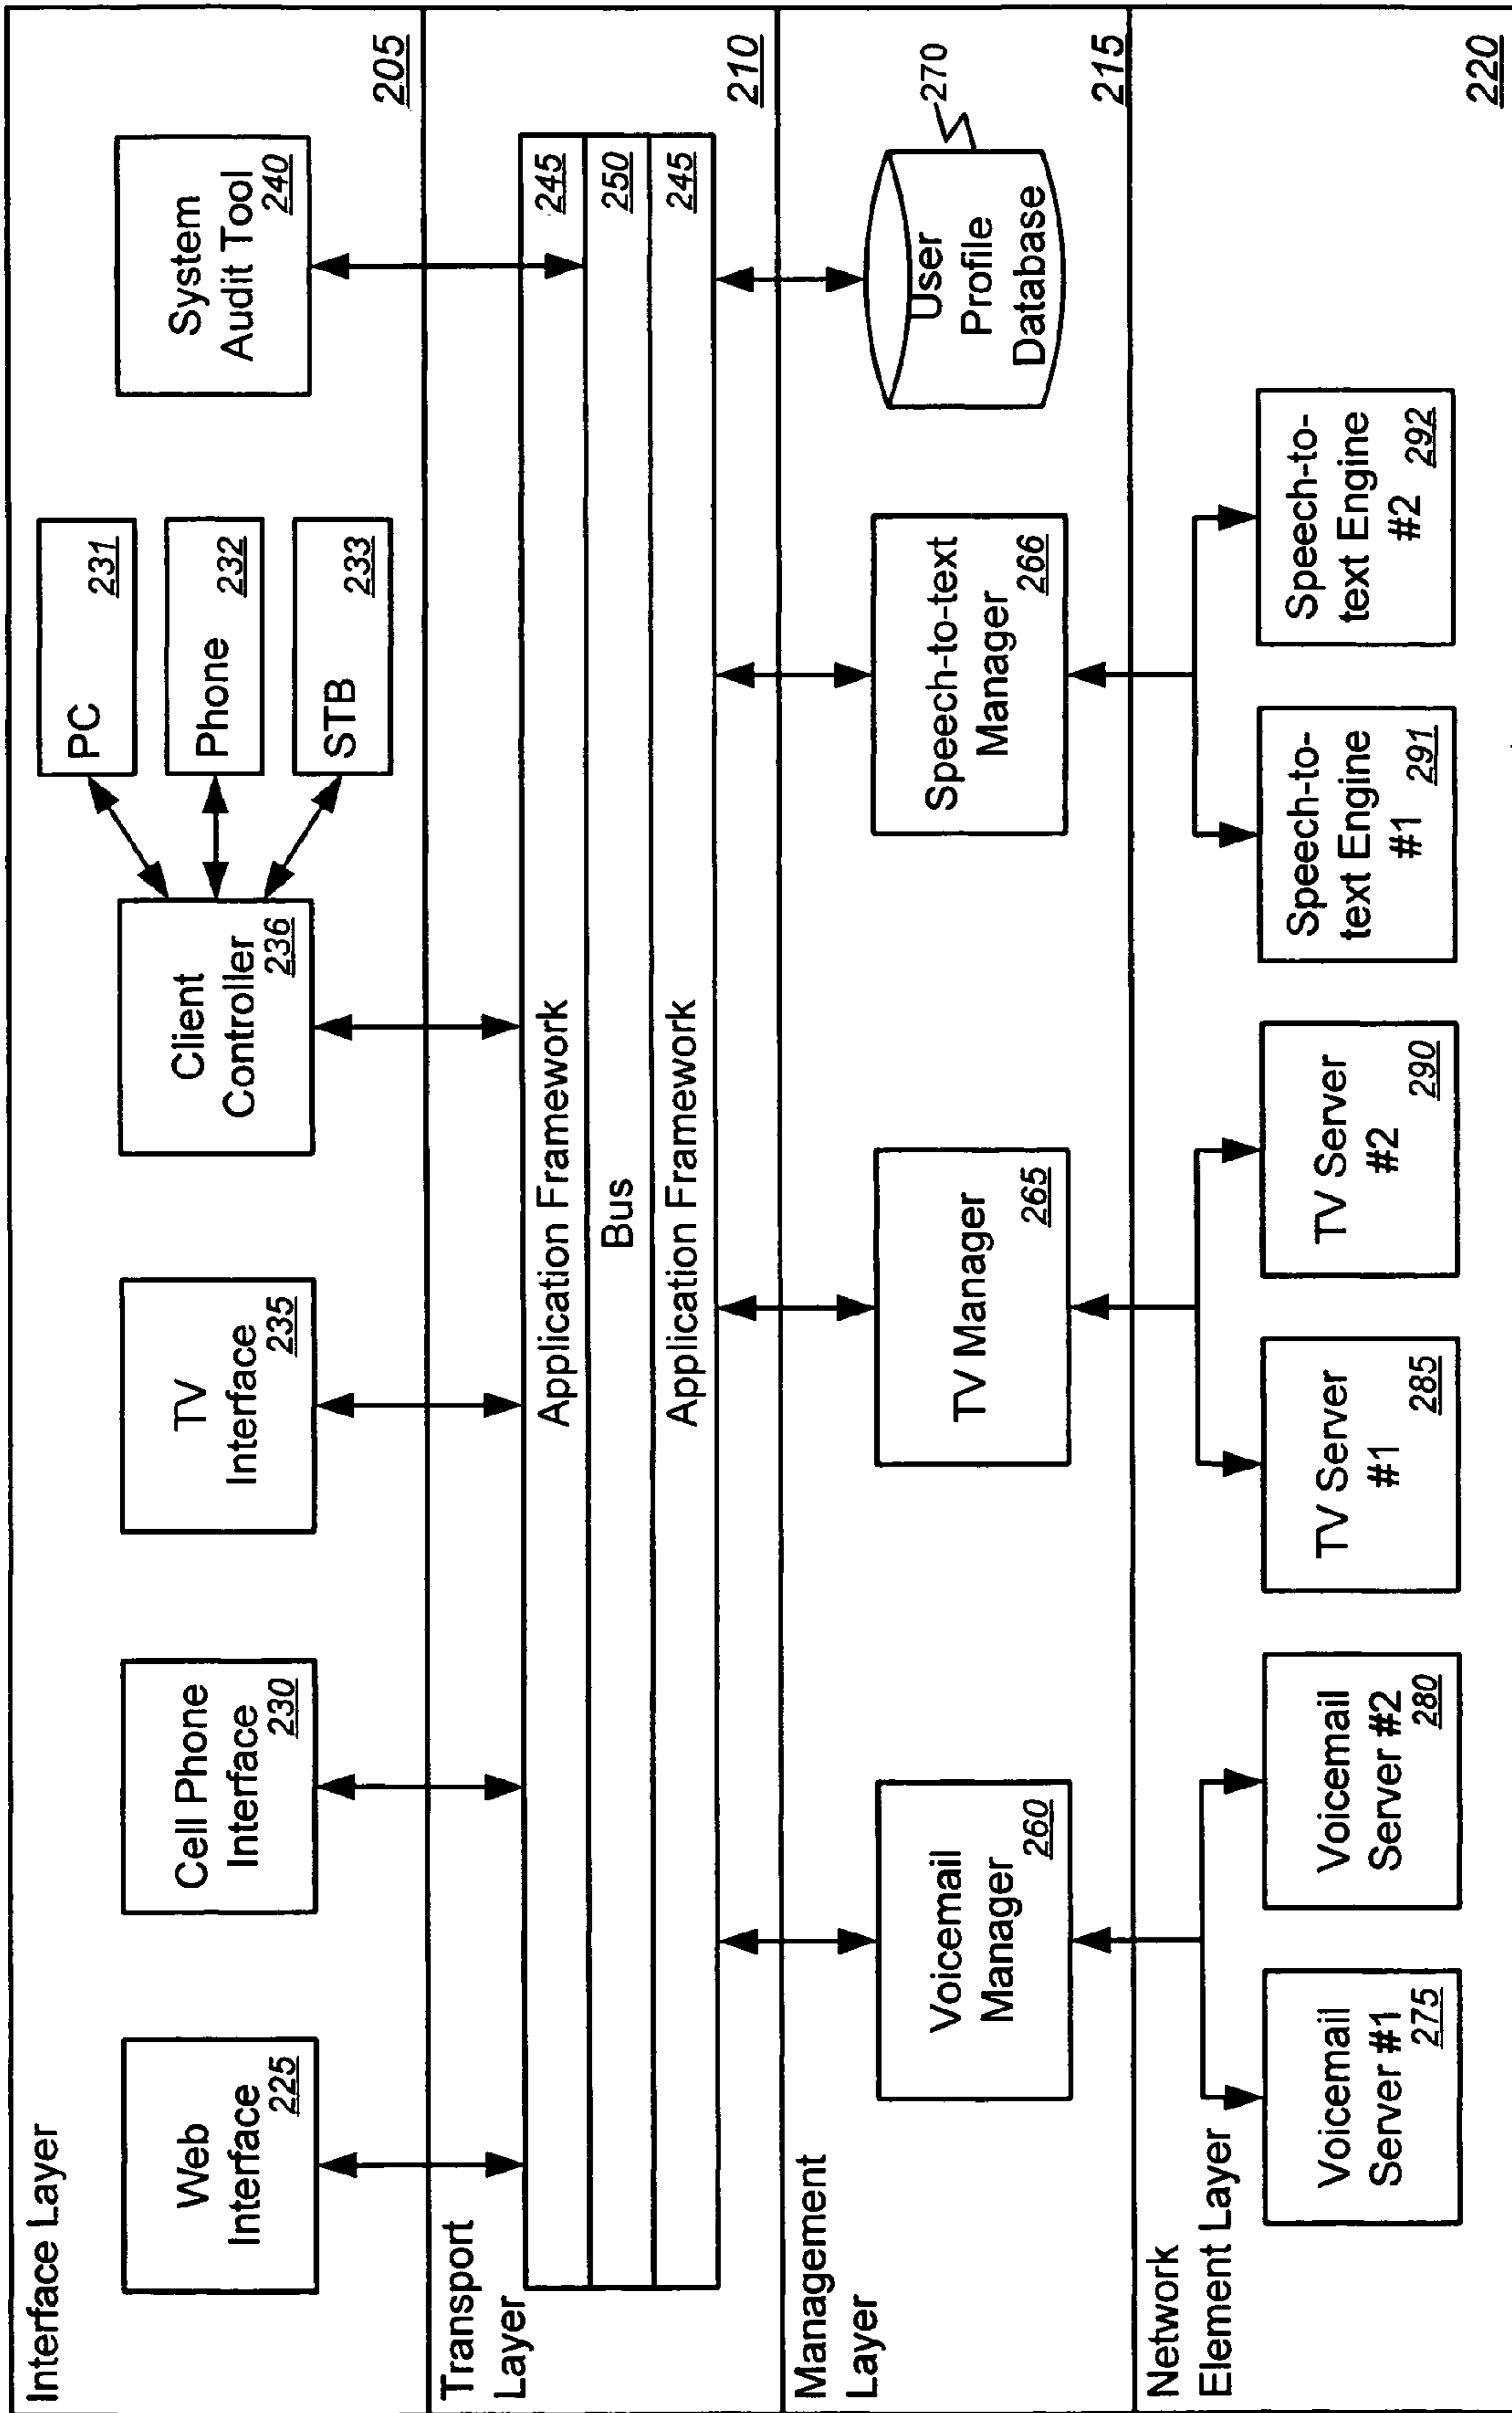 Interface Layer
Web
Interface
225
Cell Phone
Interface
230
TV
Interface
235
Client
Controller
236
PC
231
Phone
232
STB
233
System
Audit Tool
240
205
Transport
Layer
Application Framework
245
Bus
250
Application Framework
245
210
Management
Layer
Voicemail
Manager
260
TV Manager
265
Speech-to-text
Manager
266
User
Profile
Database
270
215
Network
Element Layer
Voicemail
Server #1
275
Voicemail
Server #2
280
TV Server
#1
285
TV Server
#2
290
Speech-to-
text Engine
#1
291
Speech-to-
text Engine
#2
292
220